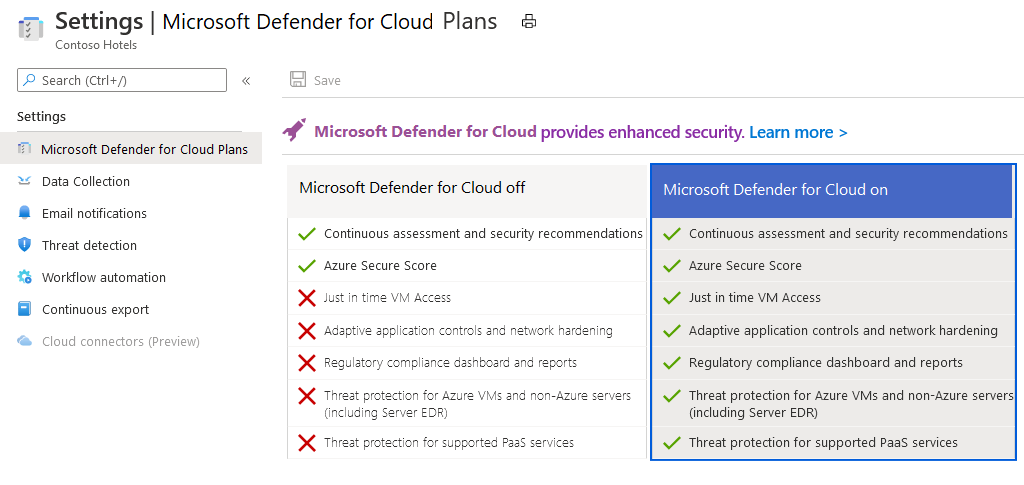 Settings | Microsoft Defender for Cloud Plans
Contoso Hotels
Search (Ctrl+/)
«
Save
Settings
Microsoft Defender for Cloud Plans
Data Collection
Email notifications
Threat detection
Workflow automation
Continuous export
Cloud connectors (Preview)
Microsoft Defender for Cloud provides enhanced security. Learn more >
Microsoft Defender for Cloud off
Continuous assessment and security recommendations
Azure Secure Score
Just in time VM Access
Adaptive application controls and network hardening
Regulatory compliance dashboard and reports
Threat protection for Azure VMs and non-Azure servers
(including Server EDR)
Threat protection for supported PaaS services
Microsoft Defender for Cloud on
Continuous assessment and security recommendations
Azure Secure Score
Just in time VM Access
Adaptive application controls and network hardening
Regulatory compliance dashboard and reports
Threat protection for Azure VMs and non-Azure servers
(including Server EDR)
Threat protection for supported PaaS services